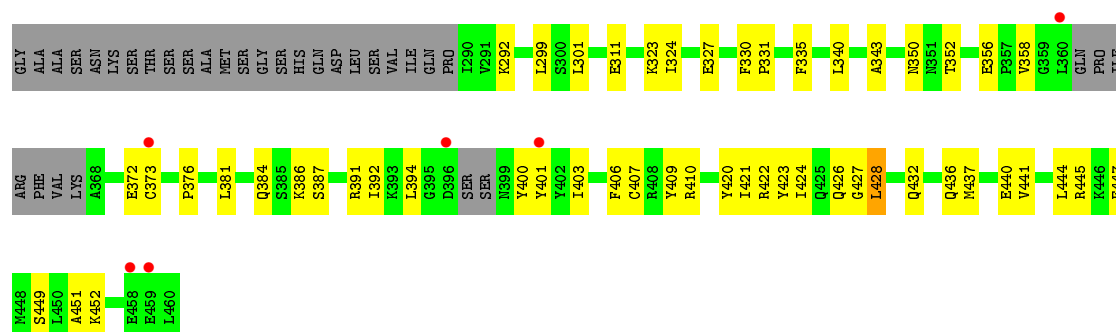 GLY ALA ALA SER ASN LYS SER THR SER SER ALA MET SER GLY SER HIS GLN ASP LEU SER VAL ILE GLN PRO I290 V291 K292 L299 S300 L301 E311 K323 I324 E327 F330 P331 F335 L340 A343 N350 N351 T352 E356 P357 V358 G359 L360 GLN PRO ILE
ARG PHE VAL LYS A368 E372 C373 P376 L381 Q384 S385 K386 S387 R391 I392 K393 L394 G395 D396 SER SER N399 Y400 Y401 Y402 I403 F406 C407 R408 Y409 R410 Y420 I421 R422 Y423 I424 Q425 Q426 G427 L428 Q432 Q436 M437 E440 V441 L444 R445 K446
M448 S449 L450 A451 K452 E458 E459 L460